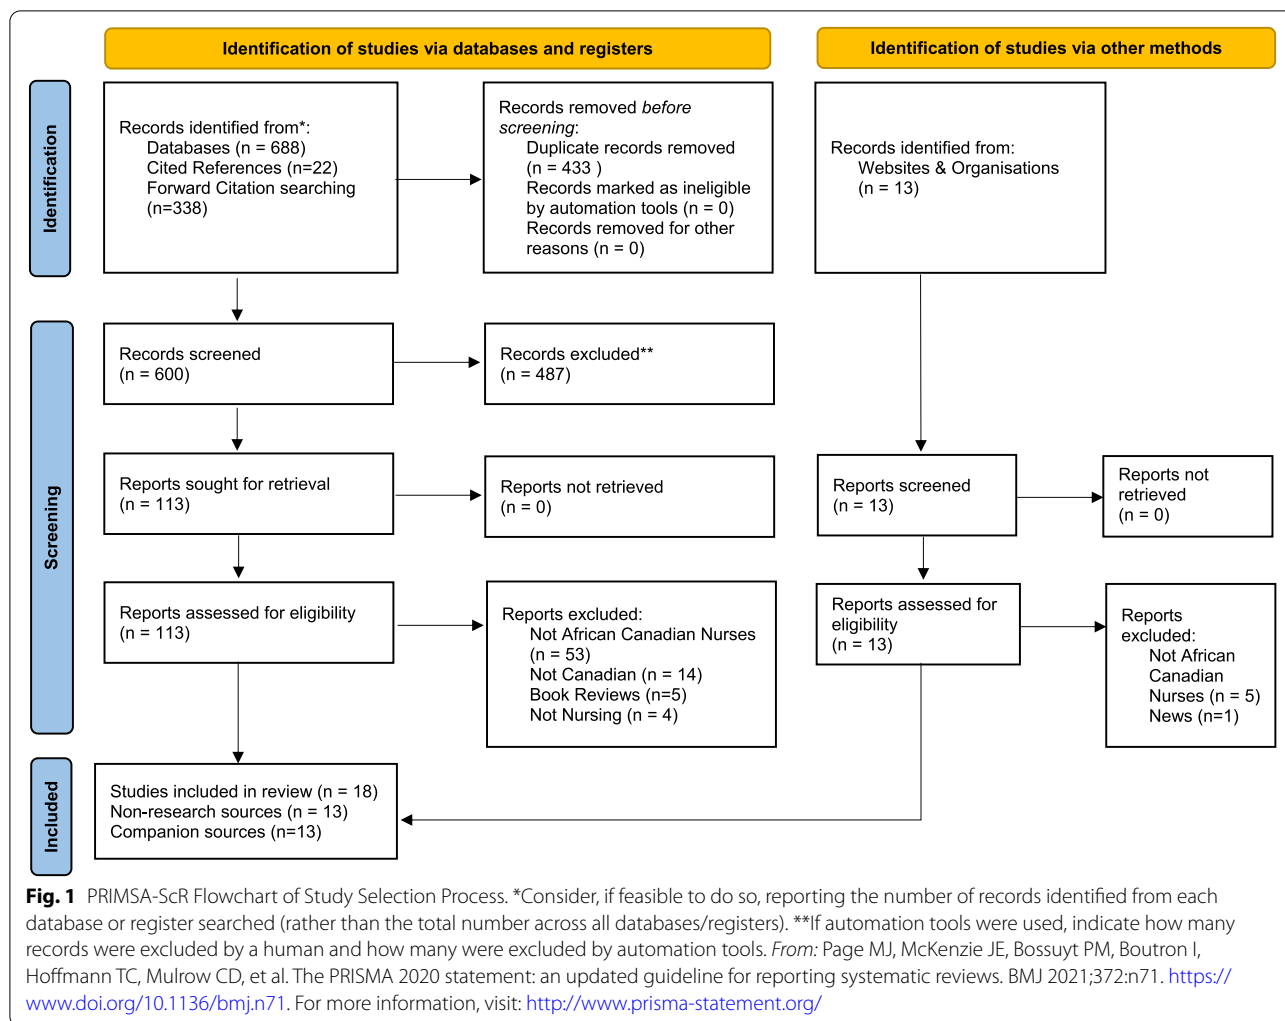 Identification of studies via databases and registers
Identification of studies via other methods
Identification
Records identified from*:
Databases (n = 688)
Cited References (n=22)
Forward Citation searching
(n=338)
Records removed before
screening:
Duplicate records removed
(n = 433 )
Records marked as ineligible
by automation tools (n = 0)
Records removed for other
reasons (n = 0)
Records identified from:
Websites & Organisations
(n = 13)
Screening
Records screened
(n = 600)
Records excluded**
(n = 487)
Reports sought for retrieval
(n = 113)
Reports not retrieved
(n = 0)
Reports screened
(n = 13)
Reports not
retrieved
(n = 0)
Reports assessed for eligibility
(n = 113)
Reports excluded:
Not African Canadian Nurses
(n = 53)
Not Canadian (n = 14)
Book Reviews (n=5)
Not Nursing (n = 4)
Reports assessed for
eligibility
(n = 13)
Reports
excluded:
Not African
Canadian
Nurses (n = 5)
News (n=1)
Included
Studies included in review (n = 18)
Non-research sources (n = 13)
Companion sources (n=13)
Fig. 1 PRIMSA-ScR Flowchart of Study Selection Process. *Consider, if feasible to do so, reporting the number of records identified from each
database or register searched (rather than the total number across all databases/registers). **If automation tools were used, indicate how many
records were excluded by a human and how many were excluded by automation tools. From: Page MJ, McKenzie JE, Bossuyt PM, Boutron I,
Hoffmann TC, Mulrow CD, et al. The PRISMA 2020 statement: an updated guideline for reporting systematic reviews. BMJ 2021;372:n71. https://
www.doi.org/10.1136/bmj.n71. For more information, visit: http://www.prisma-statement.org/